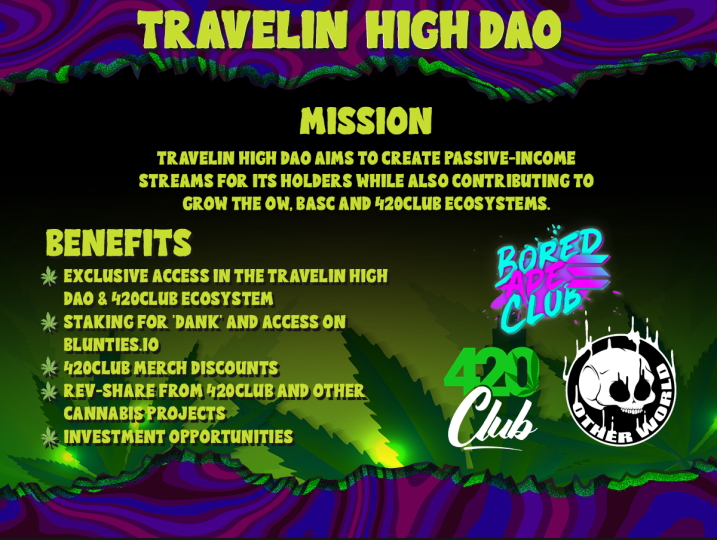 TRAVELIN HIGH DAO
MISSION
TRAVELIN HIGH DAO AIMS TO CREATE PASSIVE-INCOME
STREAMS FOR ITS HOLDERS WHILE ALSO CONTRIBUTING TO
GROW THE OW, BASC AND 420CLUB ECOSYSTEMS.
BENEFITS
EXCLUSIVE ACCESS IN THE TRAVELIN HIGH
DAO & 420CLUB ECOSYSTEM
STAKING FOR 'DANK' AND ACCESS ON
BLUNTIES.IO
420CLUB MERCH DISCOUNTS
REV-SHARE FROM 420CLUB AND OTHER
CANNABIS PROJECTS
INVESTMENT OPPORTUNITIES
BORED
APE
CLUB
420
Club
OTHER WORLD